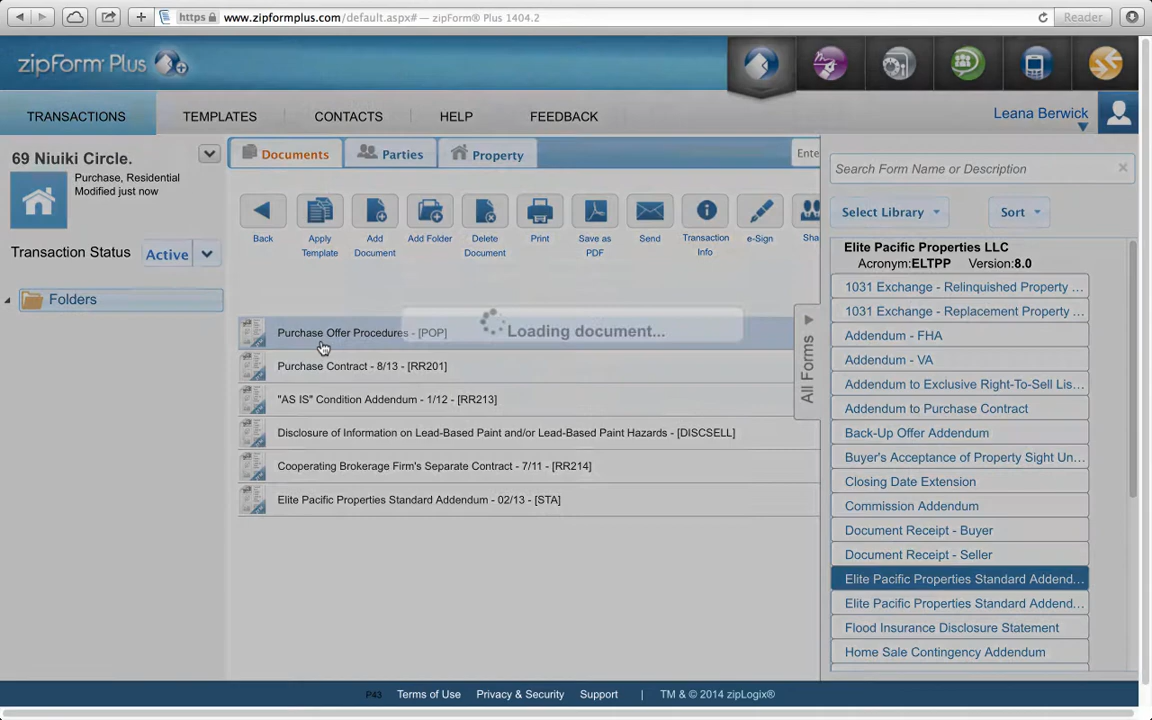 https www.zipformplus.com/default.aspx# — zipForm® Plus 1404.2 Reader
zipForm® Plus
TRANSACTIONS TEMPLATES CONTACTS HELP FEEDBACK Leana Berwick
69 Niuiki Circle.
Purchase, Residential
Modified just now
Transaction Status Active
Folders
Documents Parties Property Ente
Back Apply Template Add Document Add Folder Delete Document Print Save as PDF Send Transaction Info e-Sign Sha
Loading document...
Purchase Offer Procedures - [POP]
Purchase Contract - 8/13 - [RR201]
"AS IS" Condition Addendum - 1/12 - [RR213]
Disclosure of Information on Lead-Based Paint and/or Lead-Based Paint Hazards - [DISCSELL]
Cooperating Brokerage Firm's Separate Contract - 7/11 - [RR214]
Elite Pacific Properties Standard Addendum - 02/13 - [STA]
All Forms
Search Form Name or Description
Select Library Sort
Elite Pacific Properties LLC
Acronym:ELTPP Version:8.0
1031 Exchange - Relinquished Property ...
1031 Exchange - Replacement Property ...
Addendum - FHA
Addendum - VA
Addendum to Exclusive Right-To-Sell Lis...
Addendum to Purchase Contract
Back-Up Offer Addendum
Buyer's Acceptance of Property Sight Un...
Closing Date Extension
Commission Addendum
Document Receipt - Buyer
Document Receipt - Seller
Elite Pacific Properties Standard Addend...
Elite Pacific Properties Standard Addend...
Flood Insurance Disclosure Statement
Home Sale Contingency Addendum
P43 Terms of Use Privacy & Security Support | TM & © 2014 zipLogix®